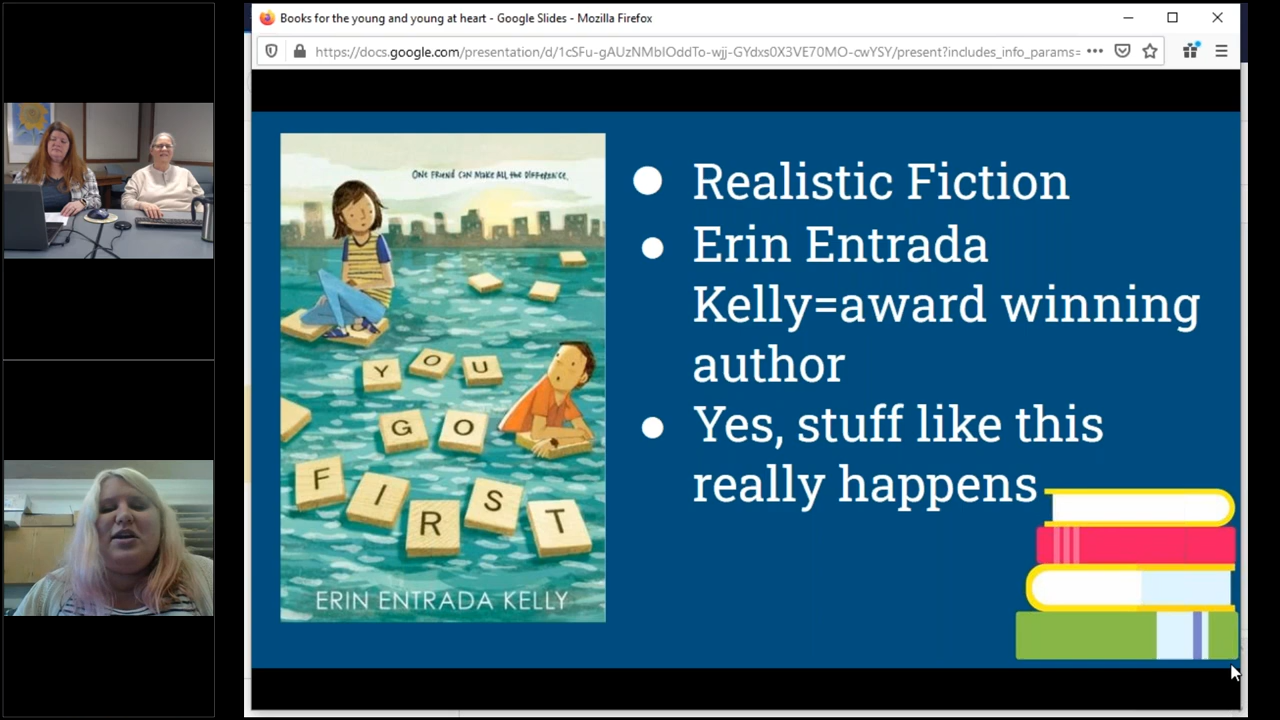 Books for the young and young at heart - Google Slides - Mozilla Firefox
https://docs.google.com/presentation/d/1cSFu-gAUzNMbIOddTo-wjj-GYdxs0X3VE70MO-cwYSY/present?includes_info_params=
ONE FRIEND CAN MAKE ALL THE DIFFERENCE.
YOU
GO
FIRST
ERIN ENTRADA KELLY
● Realistic Fiction
● Erin Entrada
Kelly=award winning
author
● Yes, stuff like this
really happens